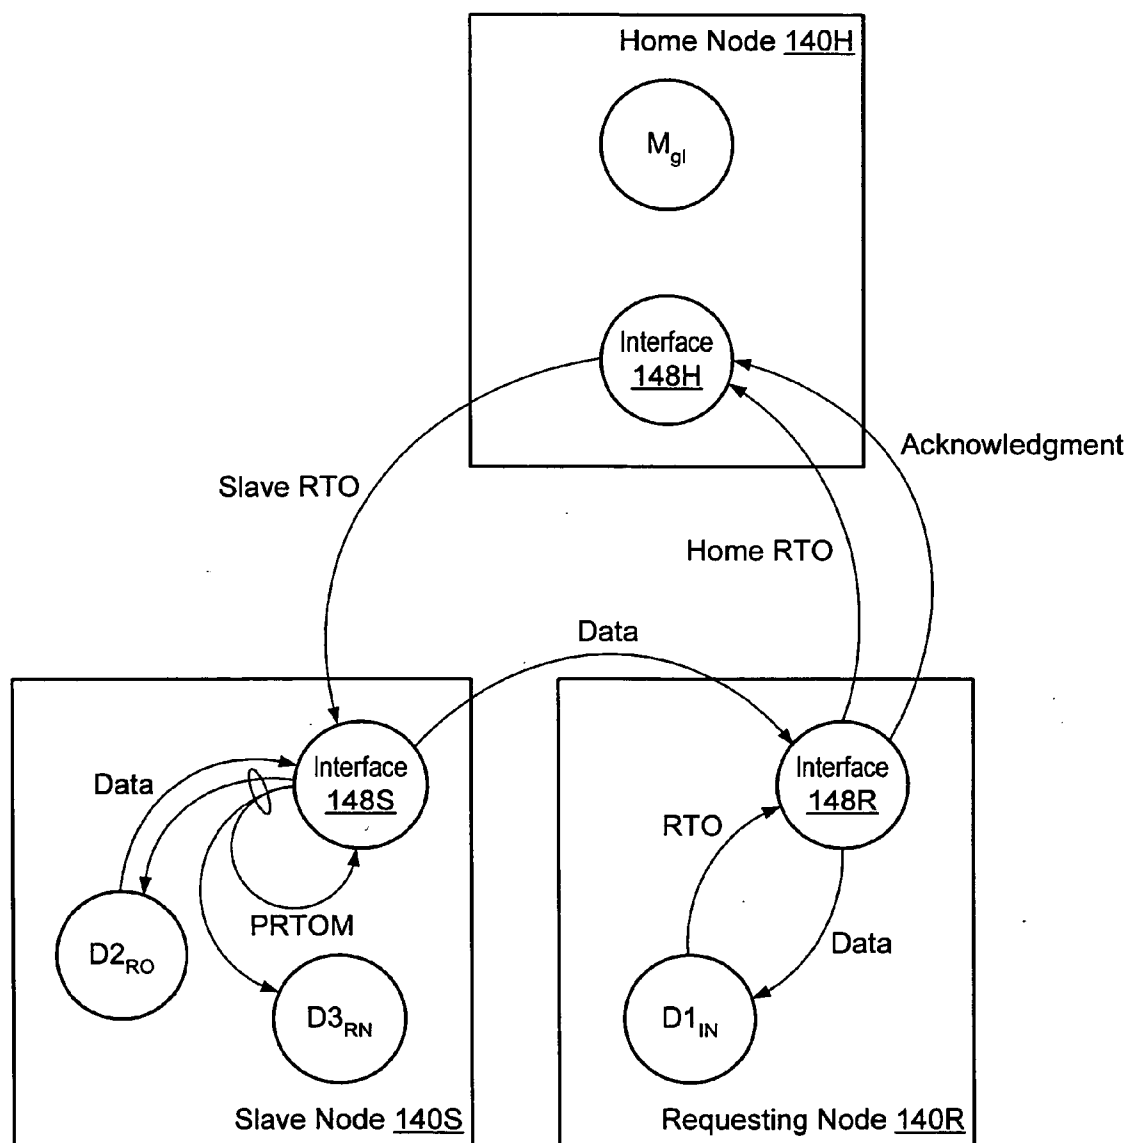 Home Node 140H
M_gl
Interface
148H
Acknowledgment
Slave RTO
Home RTO
Data
Interface
148S
Interface
148R
Data
RTO
PRTOM
Data
D2_RO
D3_RN
D1_IN
Slave Node 140S
Requesting Node 140R